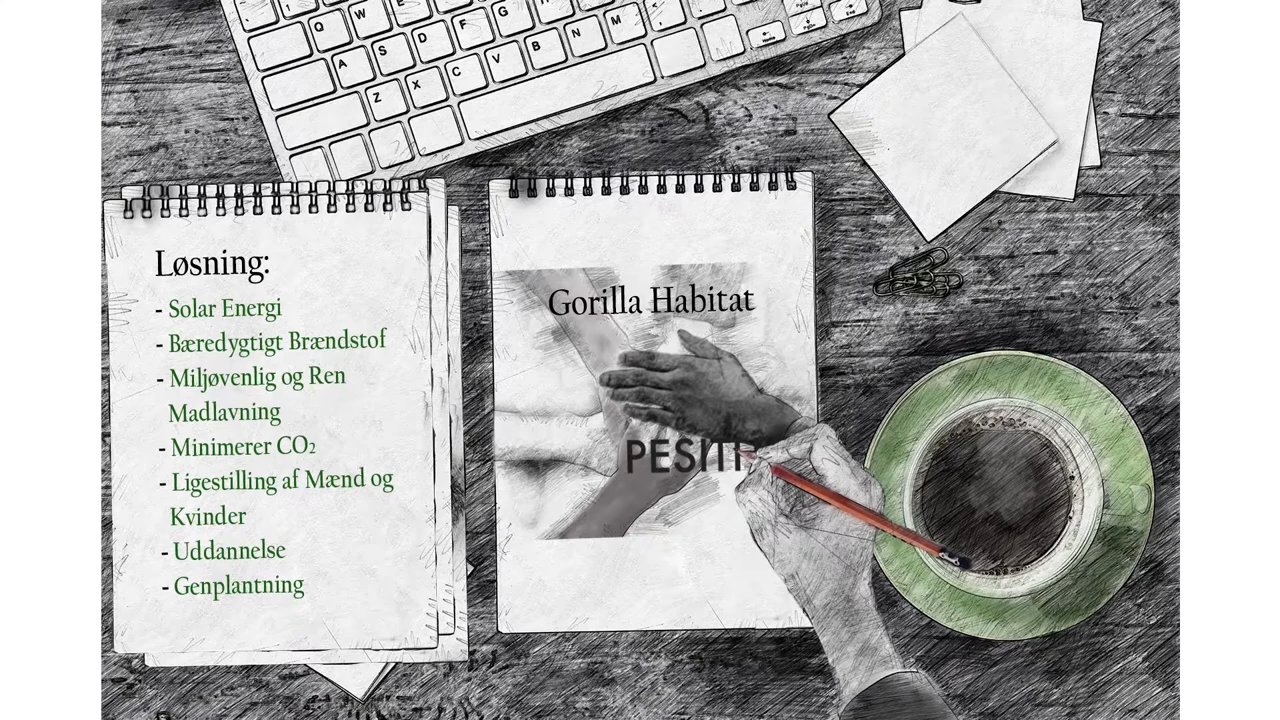 Q W E
A S D F G H
Z X C V B N M
Løsning:
- Solar Energi
- Bæredygtigt Brændstof
- Miljøvenlig og Ren
Madlavning
- Minimerer CO₂
- Ligestilling af Mænd og
Kvinder
- Uddannelse
- Genplantning
Gorilla Habitat
PESITI